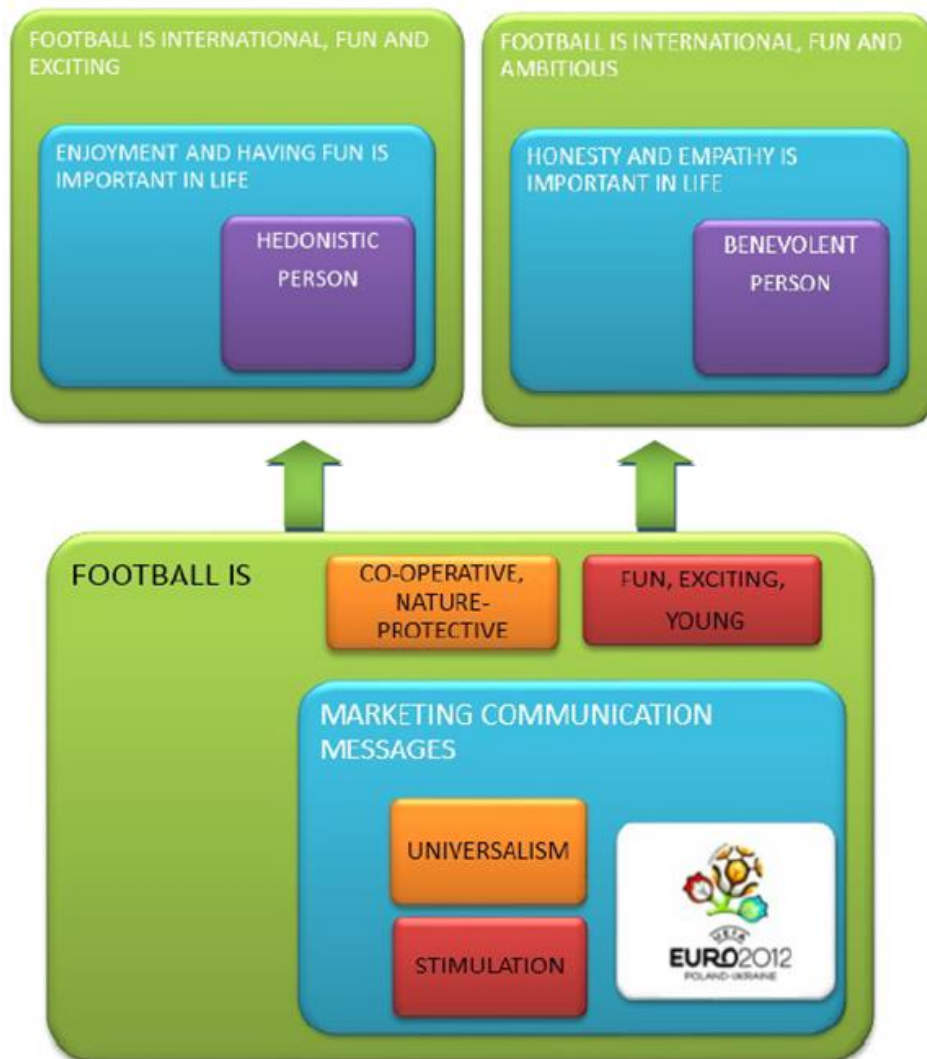 FOOTBALL IS INTERNATIONAL, FUN AND
EXCITING
ENJOYMENT AND HAVING FUN IS
IMPORTANT IN LIFE
HEDONISTIC
PERSON
FOOTBALL IS INTERNATIONAL, FUN AND
AMBITIOUS
HONESTY AND EMPATHY IS
IMPORTANT IN LIFE
BENEVOLENT
PERSON
FOOTBALL IS
CO-OPERATIVE,
NATURE-
PROTECTIVE
FUN, EXCITING,
YOUNG
MARKETING COMMUNICATION
MESSAGES
UNIVERSALISM
STIMULATION
UEFA
EURO2012
POLAND-UKRAINE